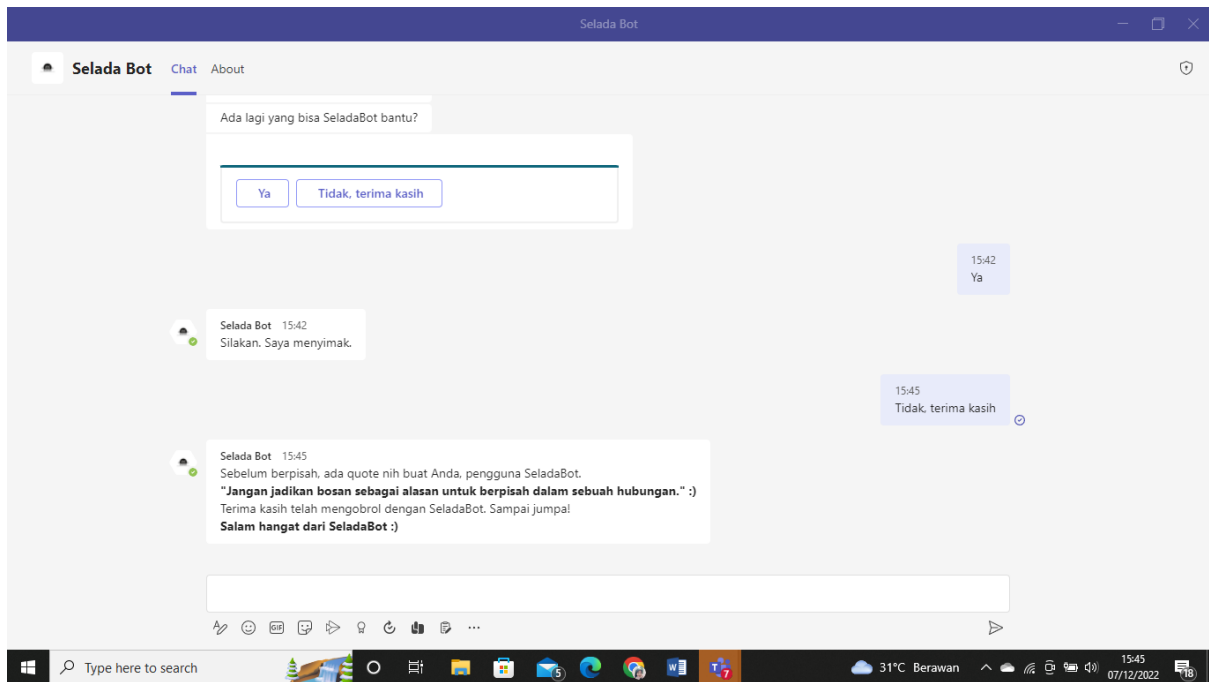 Selada Bot
Selada Bot Chat About
Ada lagi yang bisa SeladaBot bantu?
Ya Tidak, terima kasih
15:42
Ya
Selada Bot 15:42
Silakan. Saya menyimak.
15:45
Tidak, terima kasih
Selada Bot 15:45
Sebelum berpisah, ada quote nih buat Anda, pengguna SeladaBot.
"Jangan jadikan bosan sebagai alasan untuk berpisah dalam sebuah hubungan." :)
Terima kasih telah mengobrol dengan SeladaBot. Sampai jumpa!
Salam hangat dari SeladaBot :)
GIF
Type here to search
5
W
T
7
31°C Berawan
15:45
07/12/2022
18